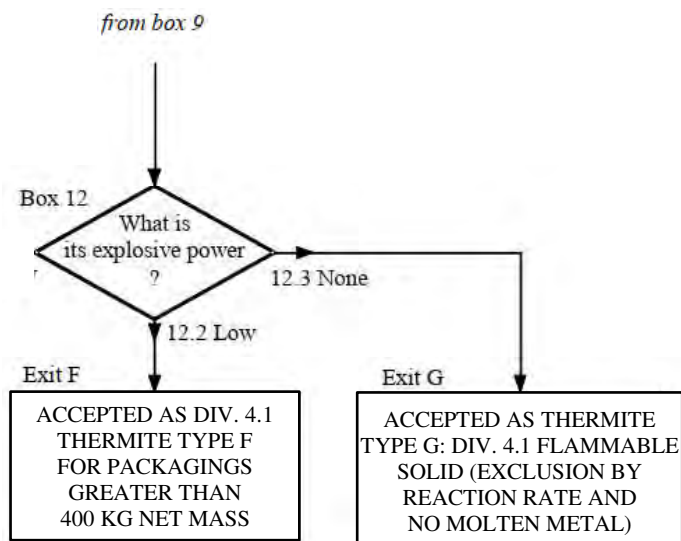 from box 9
Box 12
What is
its explosive power
?
12.3 None
12.2 Low
Exit F
Exit G
ACCEPTED AS DIV. 4.1
THERMITE TYPE F
FOR PACKAGINGS
GREATER THAN
400 KG NET MASS
ACCEPTED AS THERMITE
TYPE G: DIV. 4.1 FLAMMABLE
SOLID (EXCLUSION BY
REACTION RATE AND
NO MOLTEN METAL)